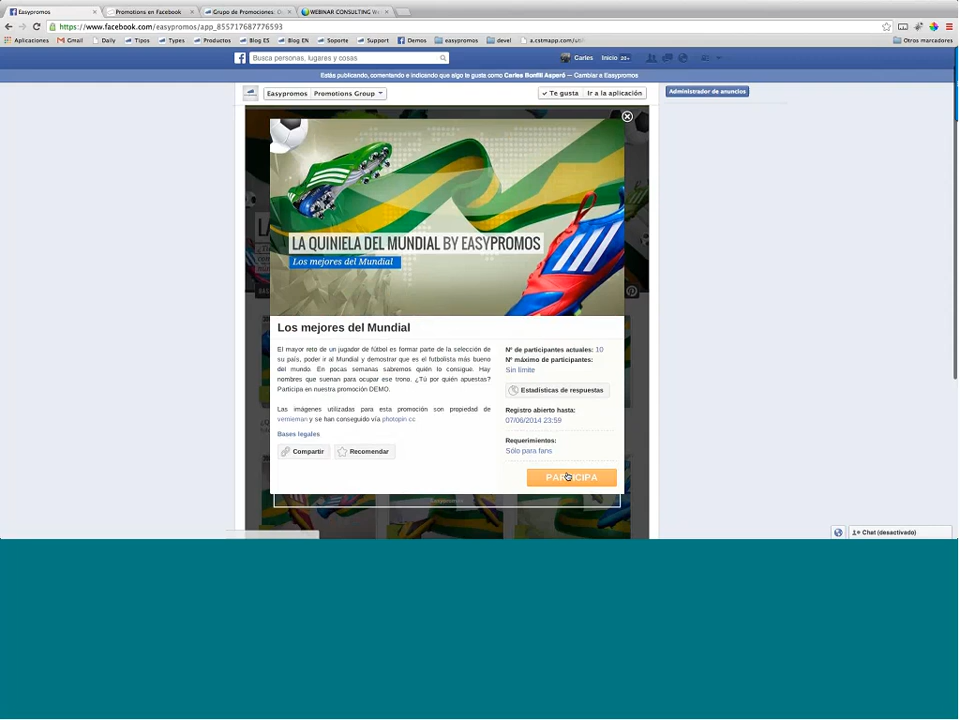 Easypromos
Promotions en Facebook
Grupo de Promociones:
WEBINAR CONSULTING
https://www.facebook.com/easypromos/app_855717687776593
Aplicaciones Gmail Daily Tipos Types Productos Blog ES Blog EN Soporte Support Demos easypromos devel a.cstmapp.com/ Otros marcadores
Busca personas, lugares y cosas
Carles Inicio 20+
Estás publicando, comentando e indicando que algo te gusta como Carles Bonfill Asperó — Cambiar a Easypromos
Easypromos Promotions Group
Te gusta Ir a la aplicación
Administrador de anuncios
LA QUINIELA DEL MUNDIAL BY EASYPROMOS
Los mejores del Mundial
Los mejores del Mundial
El mayor reto de un jugador de fútbol es formar parte de la selección de
su país, poder ir al Mundial y demostrar que es el futbolista más bueno
del mundo. En pocas semanas sabremos quién lo consigue. Hay
nombres que suenan para ocupar ese trono. ¿Tú por quién apuestas?
Participa en nuestra promoción DEMO.
Las imágenes utilizadas para esta promoción son propiedad de
vernieman y se han conseguido vía photopin cc
Bases legales
Compartir Recomendar
Nº de participantes actuales: 10
Nº máximo de participantes:
Sin límite
Estadísticas de respuestas
Registro abierto hasta:
07/06/2014 23:59
Requerimientos:
Sólo para fans
PARTICIPA
Chat (desactivado)